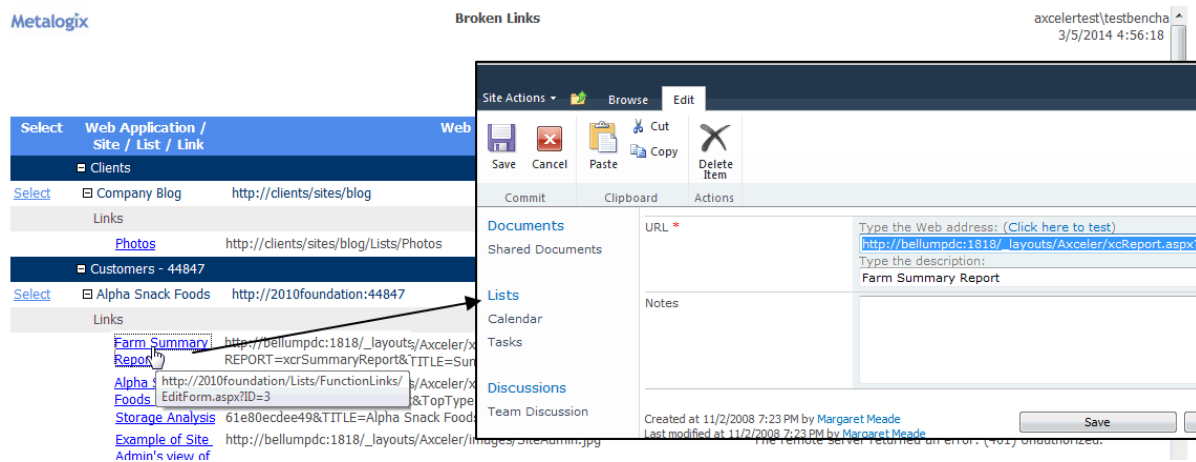 Metalogix
Broken Links
axcelertest\testbencha
3/5/2014 4:56:18
Select
Web Application /
Site / List / Link
Web
Clients
Select
Company Blog
http://clients/sites/blog
Links
Photos
http://clients/sites/blog/Lists/Photos
Customers - 44847
Select
Alpha Snack Foods
http://2010foundation:44847
Links
Farm Summary
http://bellumpdc:1818/_layouts/Axceler/x
Report
REPORT=xcrSummaryReport&TITLE=Sun
http://2010foundation/Lists/FunctionLinks/
EditForm.aspx?ID=3
Alpha
s/Axceler/x
Foods
&TopType
Storage Analysis
61e80ecdee49&TITLE=Alpha Snack Food
Example of Site
http://bellumpdc:1818/_layouts/Axceler/images/SiteAdmin.jpg
The remote server returned an error: (401) Unauthorized.
Admin's view of
Site Actions
Browse
Edit
Save
Cancel
Paste
Cut
Copy
Delete
Item
Commit
Clipboard
Actions
Documents
Shared Documents
Lists
Calendar
Tasks
Discussions
Team Discussion
URL *
Type the Web address: (Click here to test)
http://bellumpdc:1818/_layouts/Axceler/xcReport.aspx?
Type the description:
Farm Summary Report
Notes
Created at 11/2/2008 7:23 PM by Margaret Meade
Last modified at 11/2/2008 7:23 PM by Margaret Meade
Save